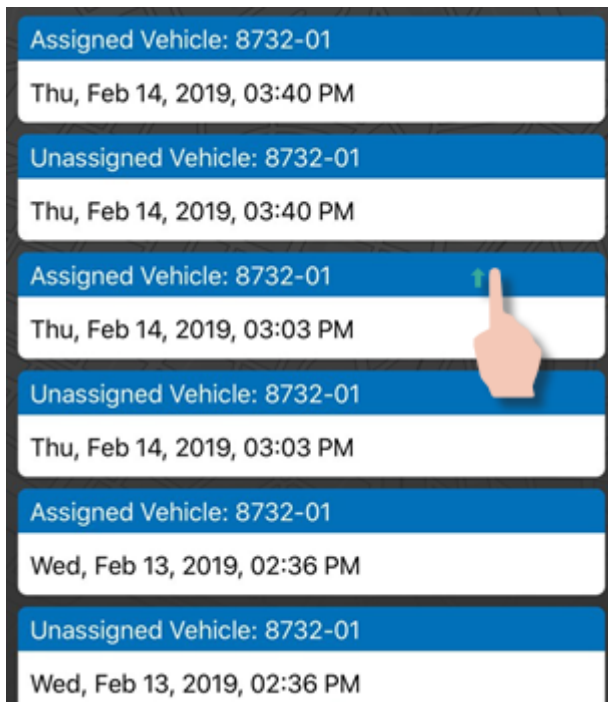 Assigned Vehicle: 8732-01
Thu, Feb 14, 2019, 03:40 PM
Unassigned Vehicle: 8732-01
Thu, Feb 14, 2019, 03:40 PM
Assigned Vehicle: 8732-01
Thu, Feb 14, 2019, 03:03 PM
Unassigned Vehicle: 8732-01
Thu, Feb 14, 2019, 03:03 PM
Assigned Vehicle: 8732-01
Wed, Feb 13, 2019, 02:36 PM
Unassigned Vehicle: 8732-01
Wed, Feb 13, 2019, 02:36 PM